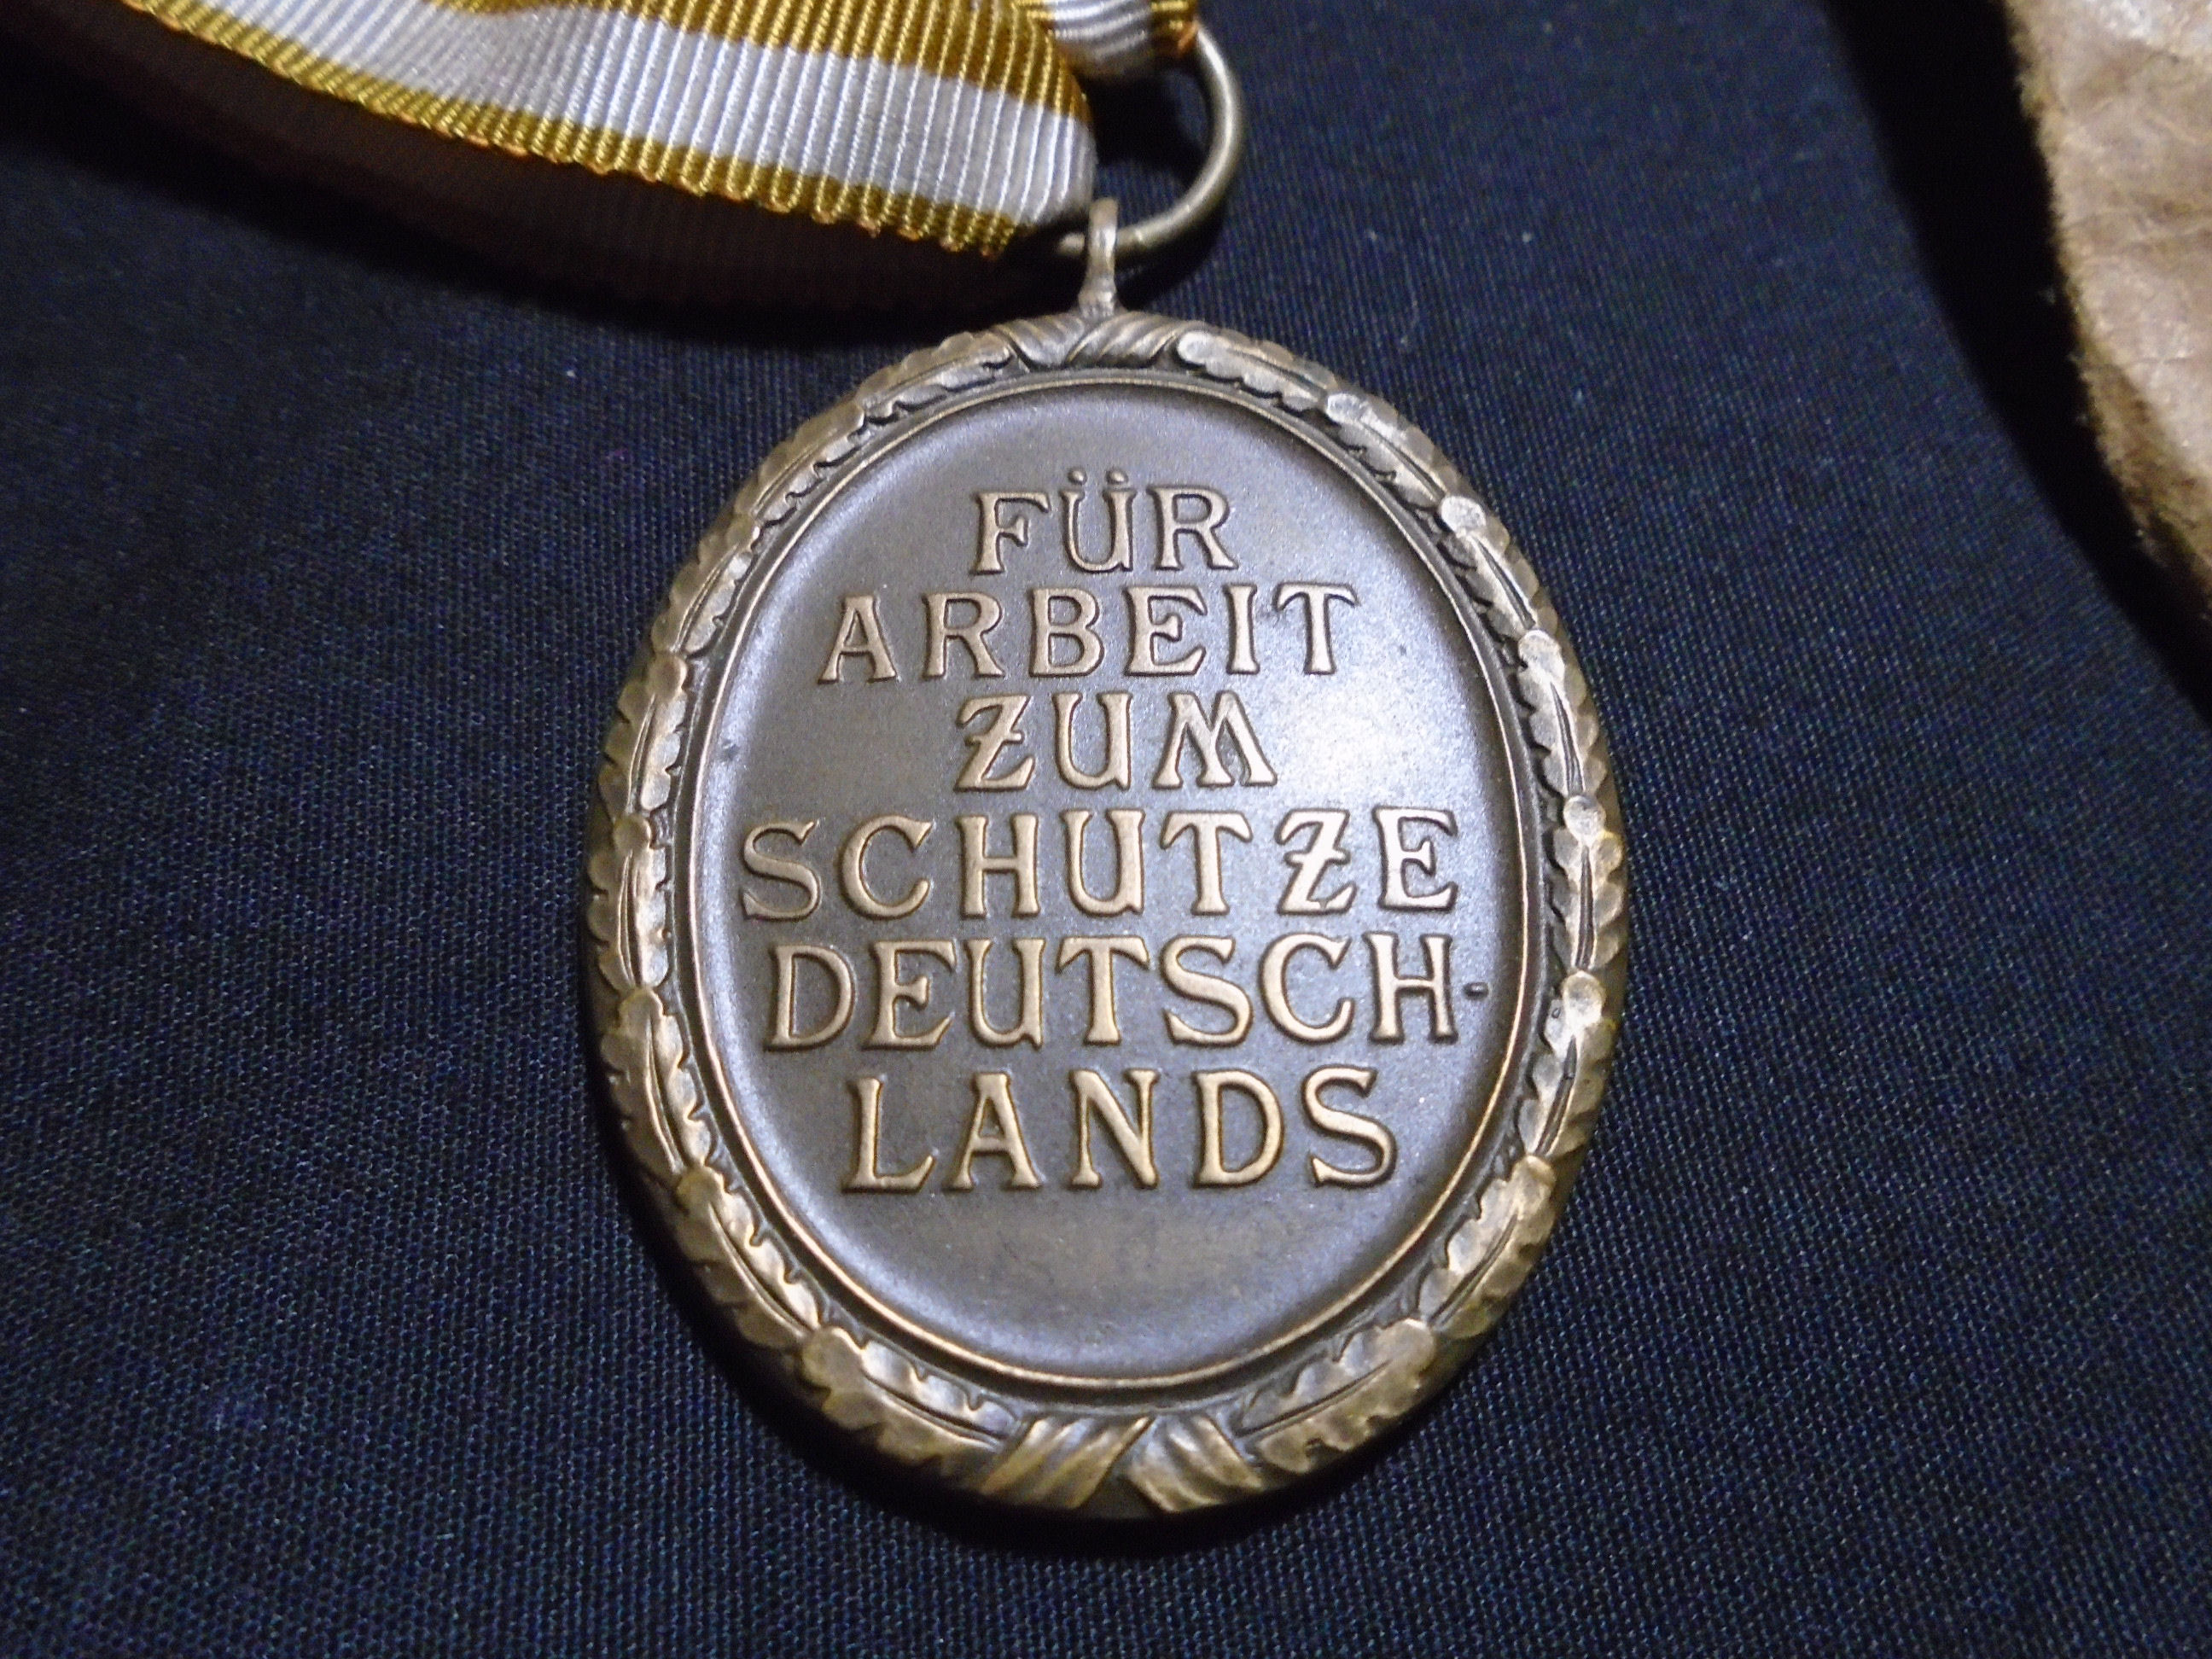 FÜR
ARBEIT
ZUM
SCHUTZE
DEUTSCH-
LANDS